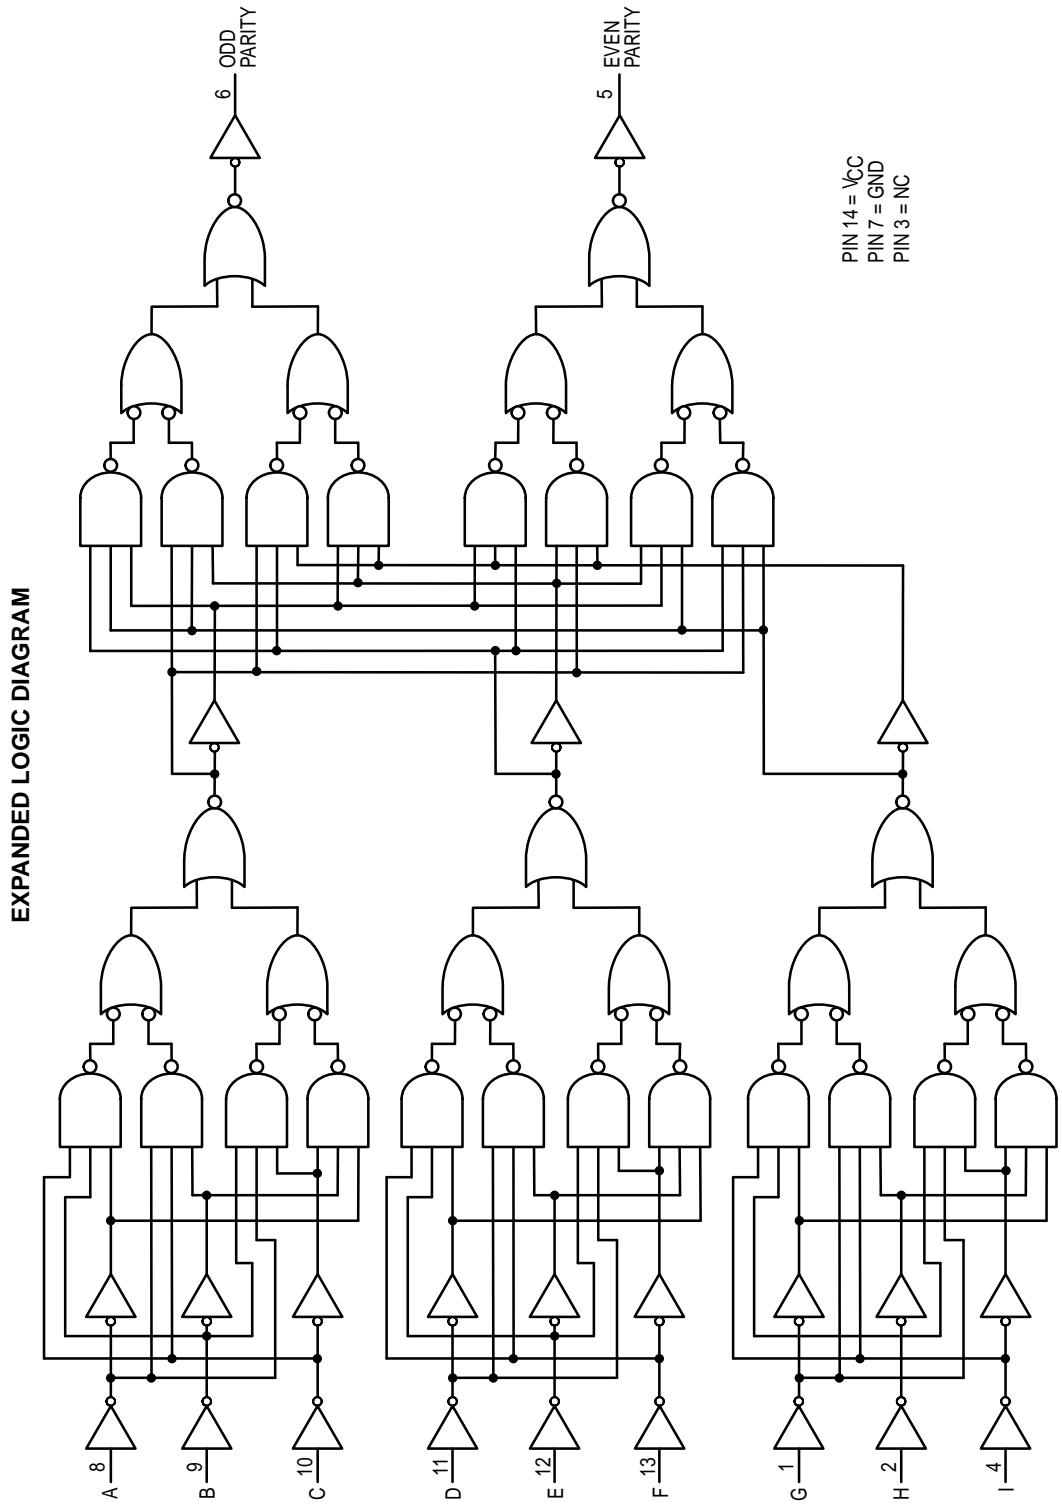 EXPANDED LOGIC DIAGRAM
A 8
B 9
C 10
D 11
E 12
F 13
G 1
H 2
I 4
6 ODD
PARITY
5 EVEN
PARITY
PIN 14 = VCC
PIN 7 = GND
PIN 3 = NC